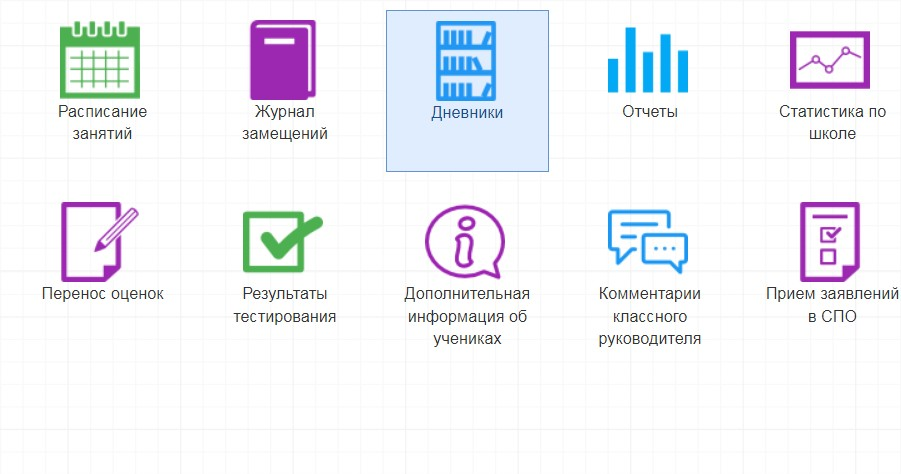 Расписание
занятий
Журнал
замещений
Дневники
Отчеты
Статистика по
школе
Перенос оценок
Результаты
тестирования
Дополнительная
информация об
учениках
Комментарии
классного
руководителя
Прием заявлений
в СПО